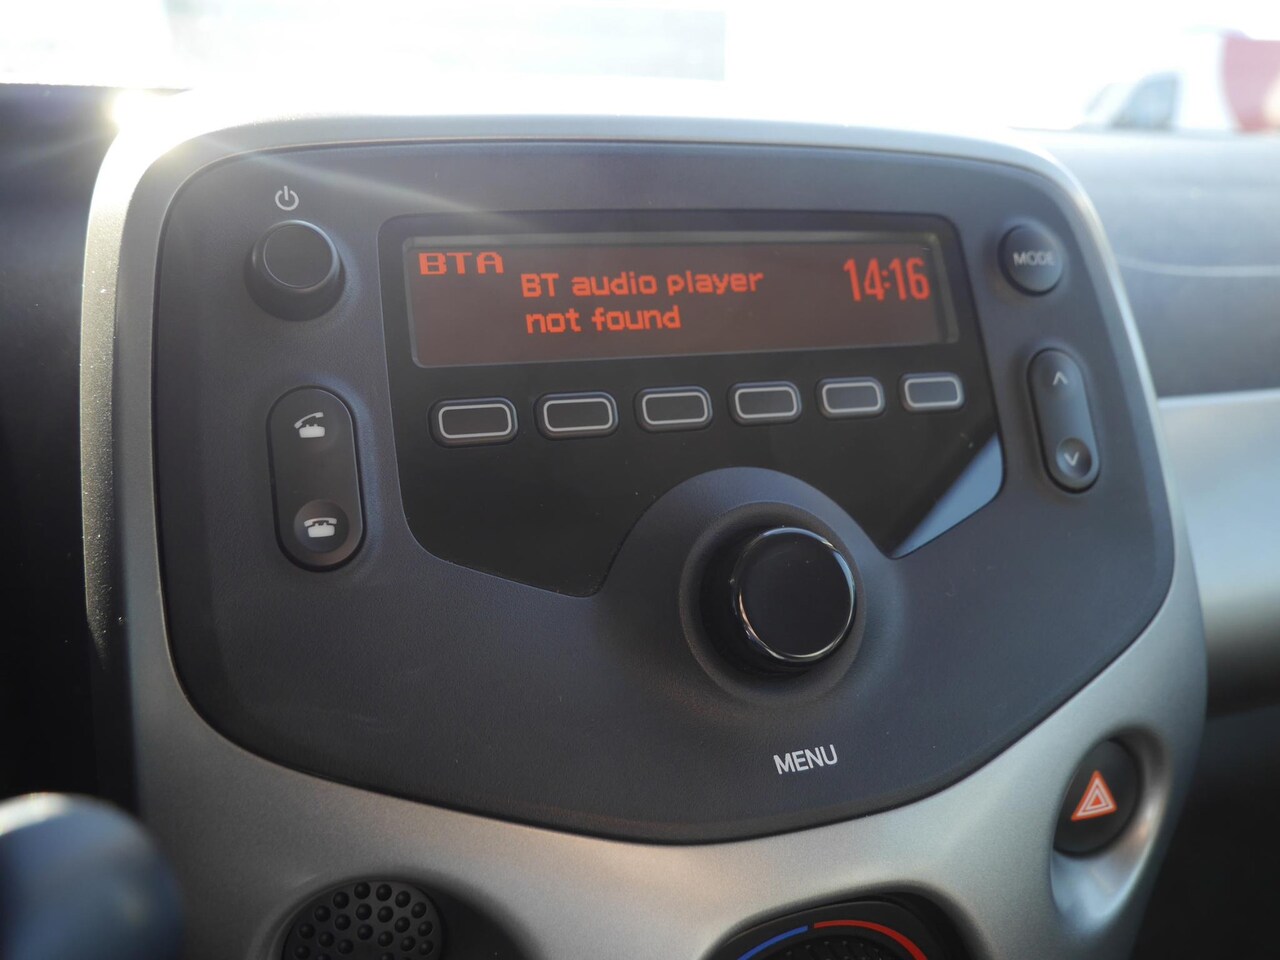 BTA
BT audio player
not found
14:16
MODE
MENU